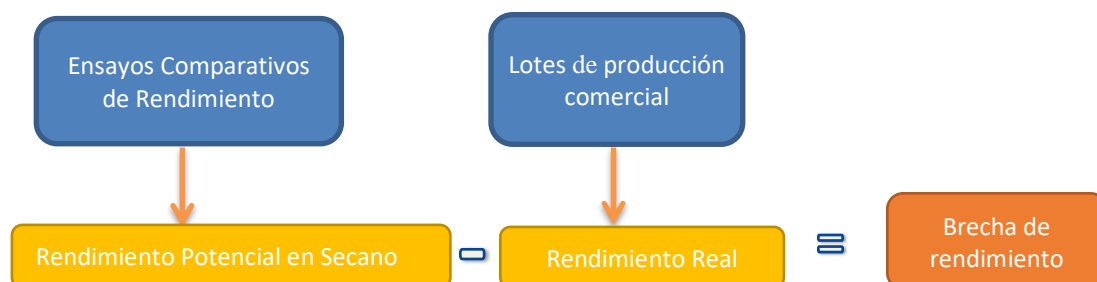 Ensayos Comparativos
de Rendimiento
Lotes de producción
comercial
Rendimiento Potencial en Secano
Rendimiento Real
Brecha de
rendimiento